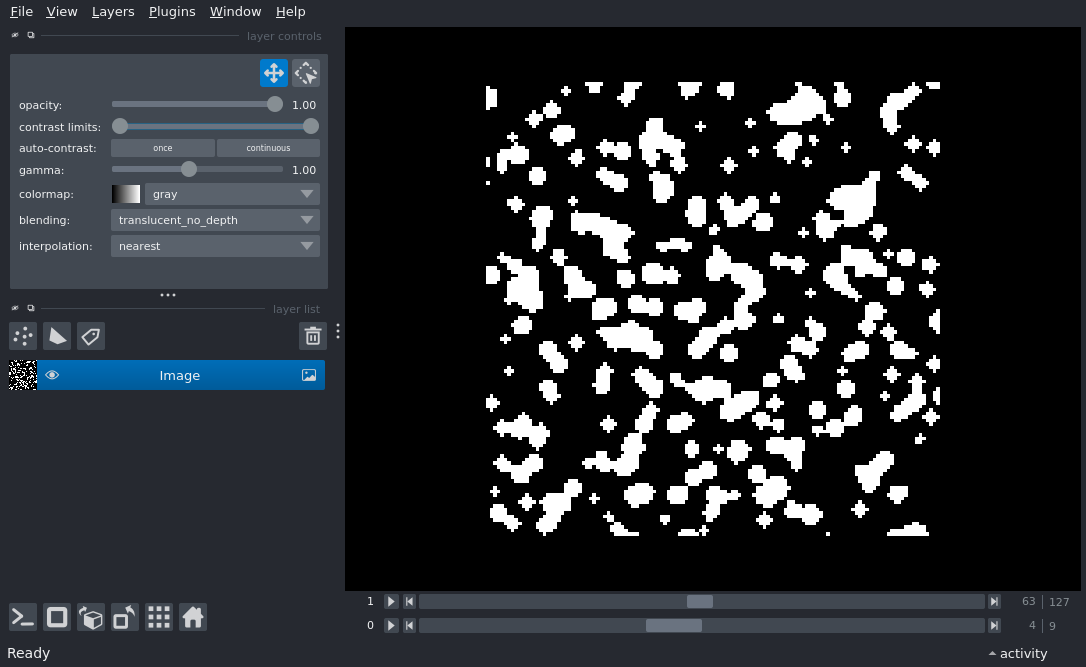 File View Layers Plugins Window Help
layer controls
opacity: 1.00
contrast limits:
auto-contrast: once continuous
gamma: 1.00
colormap: gray
blending: translucent_no_depth
interpolation: nearest
layer list
Image
1 63 127
0 4 9
Ready activity